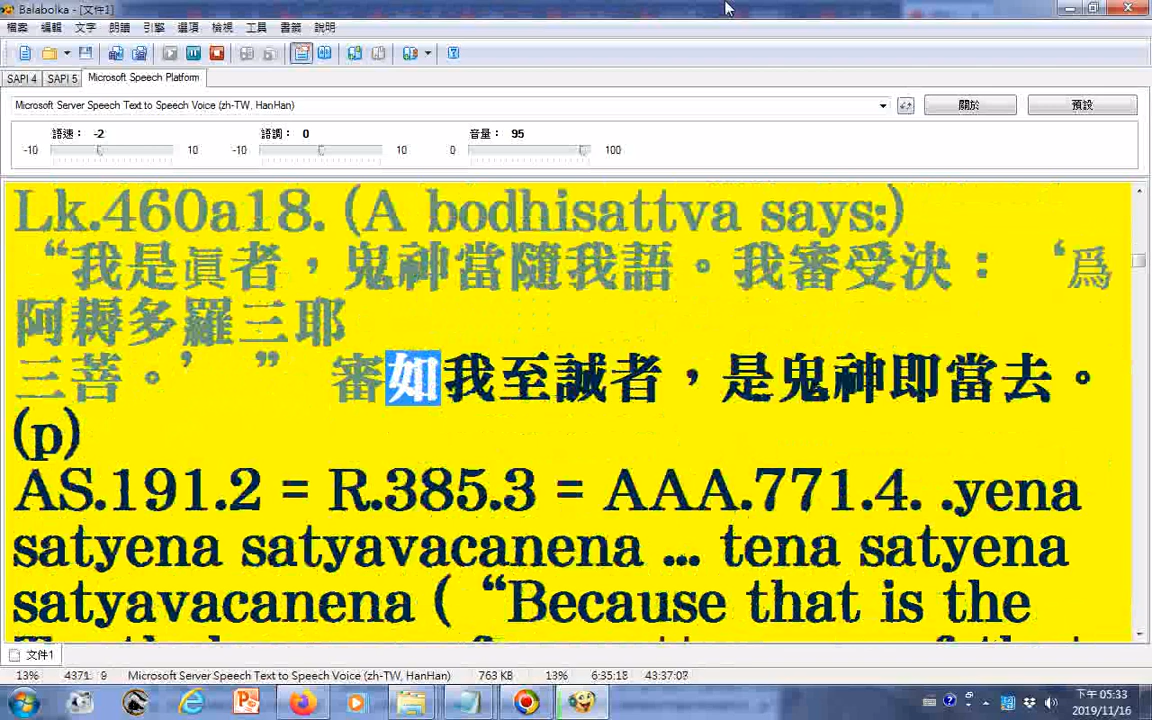 Balabolka - [文件1]
檔案 編輯 文字 朗誦 引擎 選項 檢視 工具 書籤 說明
SAPI 4 SAPI 5 Microsoft Speech Platform
Microsoft Server Speech Text to Speech Voice (zh-TW, HanHan) 關於 預設
語速： -2 語調： 0 音量： 95
-10 10 -10 10 0 100
Lk.460a18. (A bodhisattva says:)
“我是眞者，鬼神當隨我語。我審受決：‘爲
阿耨多羅三耶
三菩。’” 審如我至誠者，是鬼神即當去。
(p)
AS.191.2 = R.385.3 = AAA.771.4. .yena
satyena satyavacanena ... tena satyena
satyavacanena (“Because that is the
文件1
13% 4371: 9 Microsoft Server Speech Text to Speech Voice (zh-TW, HanHan) 763 KB 13% 6:35:18 43:37:08
下午 05:33
2019/11/16